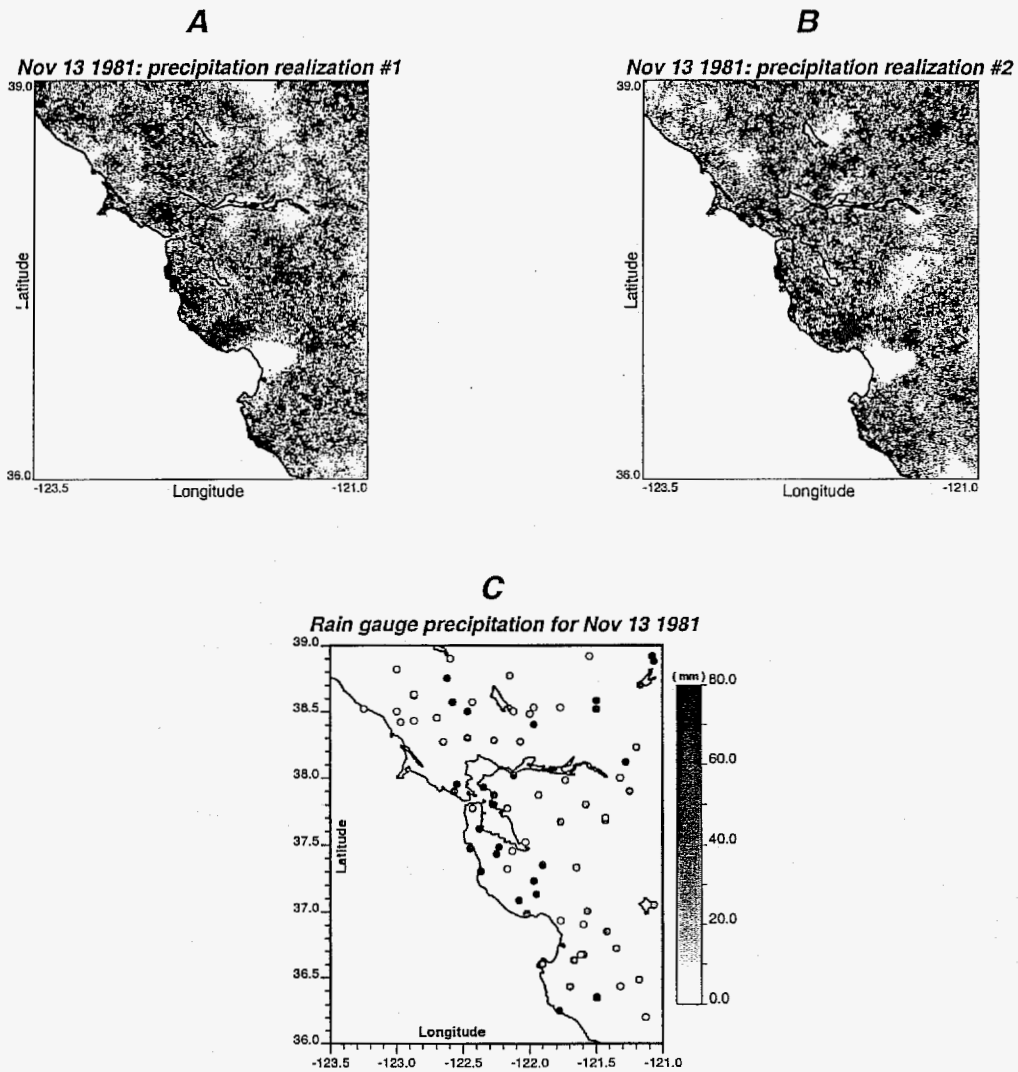 A
B
Nov 13 1981: precipitation realization #1
Nov 13 1981: precipitation realization #2
39.0
39.0
Latitude
Latitude
36.0
36.0
-123.5
Longitude
-121.0
-123.5
Longitude
-121.0
C
Rain gauge precipitation for Nov 13 1981
39.0
38.5
38.0
37.5
37.0
36.5
36.0
Latitude
Longitude
-123.5
-123.0
-122.5
-122.0
-121.5
-121.0
( mm )
80.0
60.0
40.0
20.0
0.0